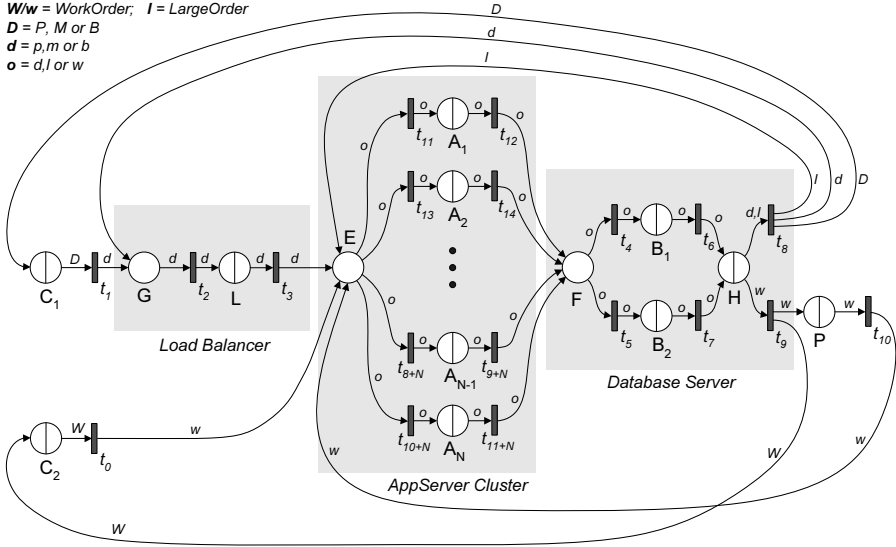 W/w = WorkOrder; l = LargeOrder
D = P, M or B
d = p,m or b
o = d,l or w
D
d
l
o t11 o A1 o t12 o
o t13 o A2 o t14 o
l d D
E
o t4 o B1 o t6 o d,l t8
C1 D t1 d G d t2 d L d t3 d
F H
o t5 o B2 o t7 o w t9 w P w t10
Load Balancer
Database Server
o t8+N o AN-1 o t9+N o
o t10+N o AN o t11+N o
C2 W t0 w
w W w
AppServer Cluster
W